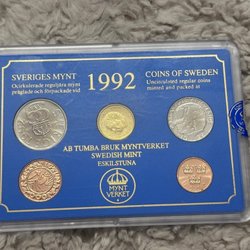 SVERIGES MYNT
Ocirkulerade reguljära mynt
präglade och förpackade vid
1992
COINS OF SWEDEN
Uncirculated regular coins
minted and packed at
AB TUMBA BRUK MYNTVERKET
SWEDISH MINT
ESKILSTUNA
MYNT
VERKET